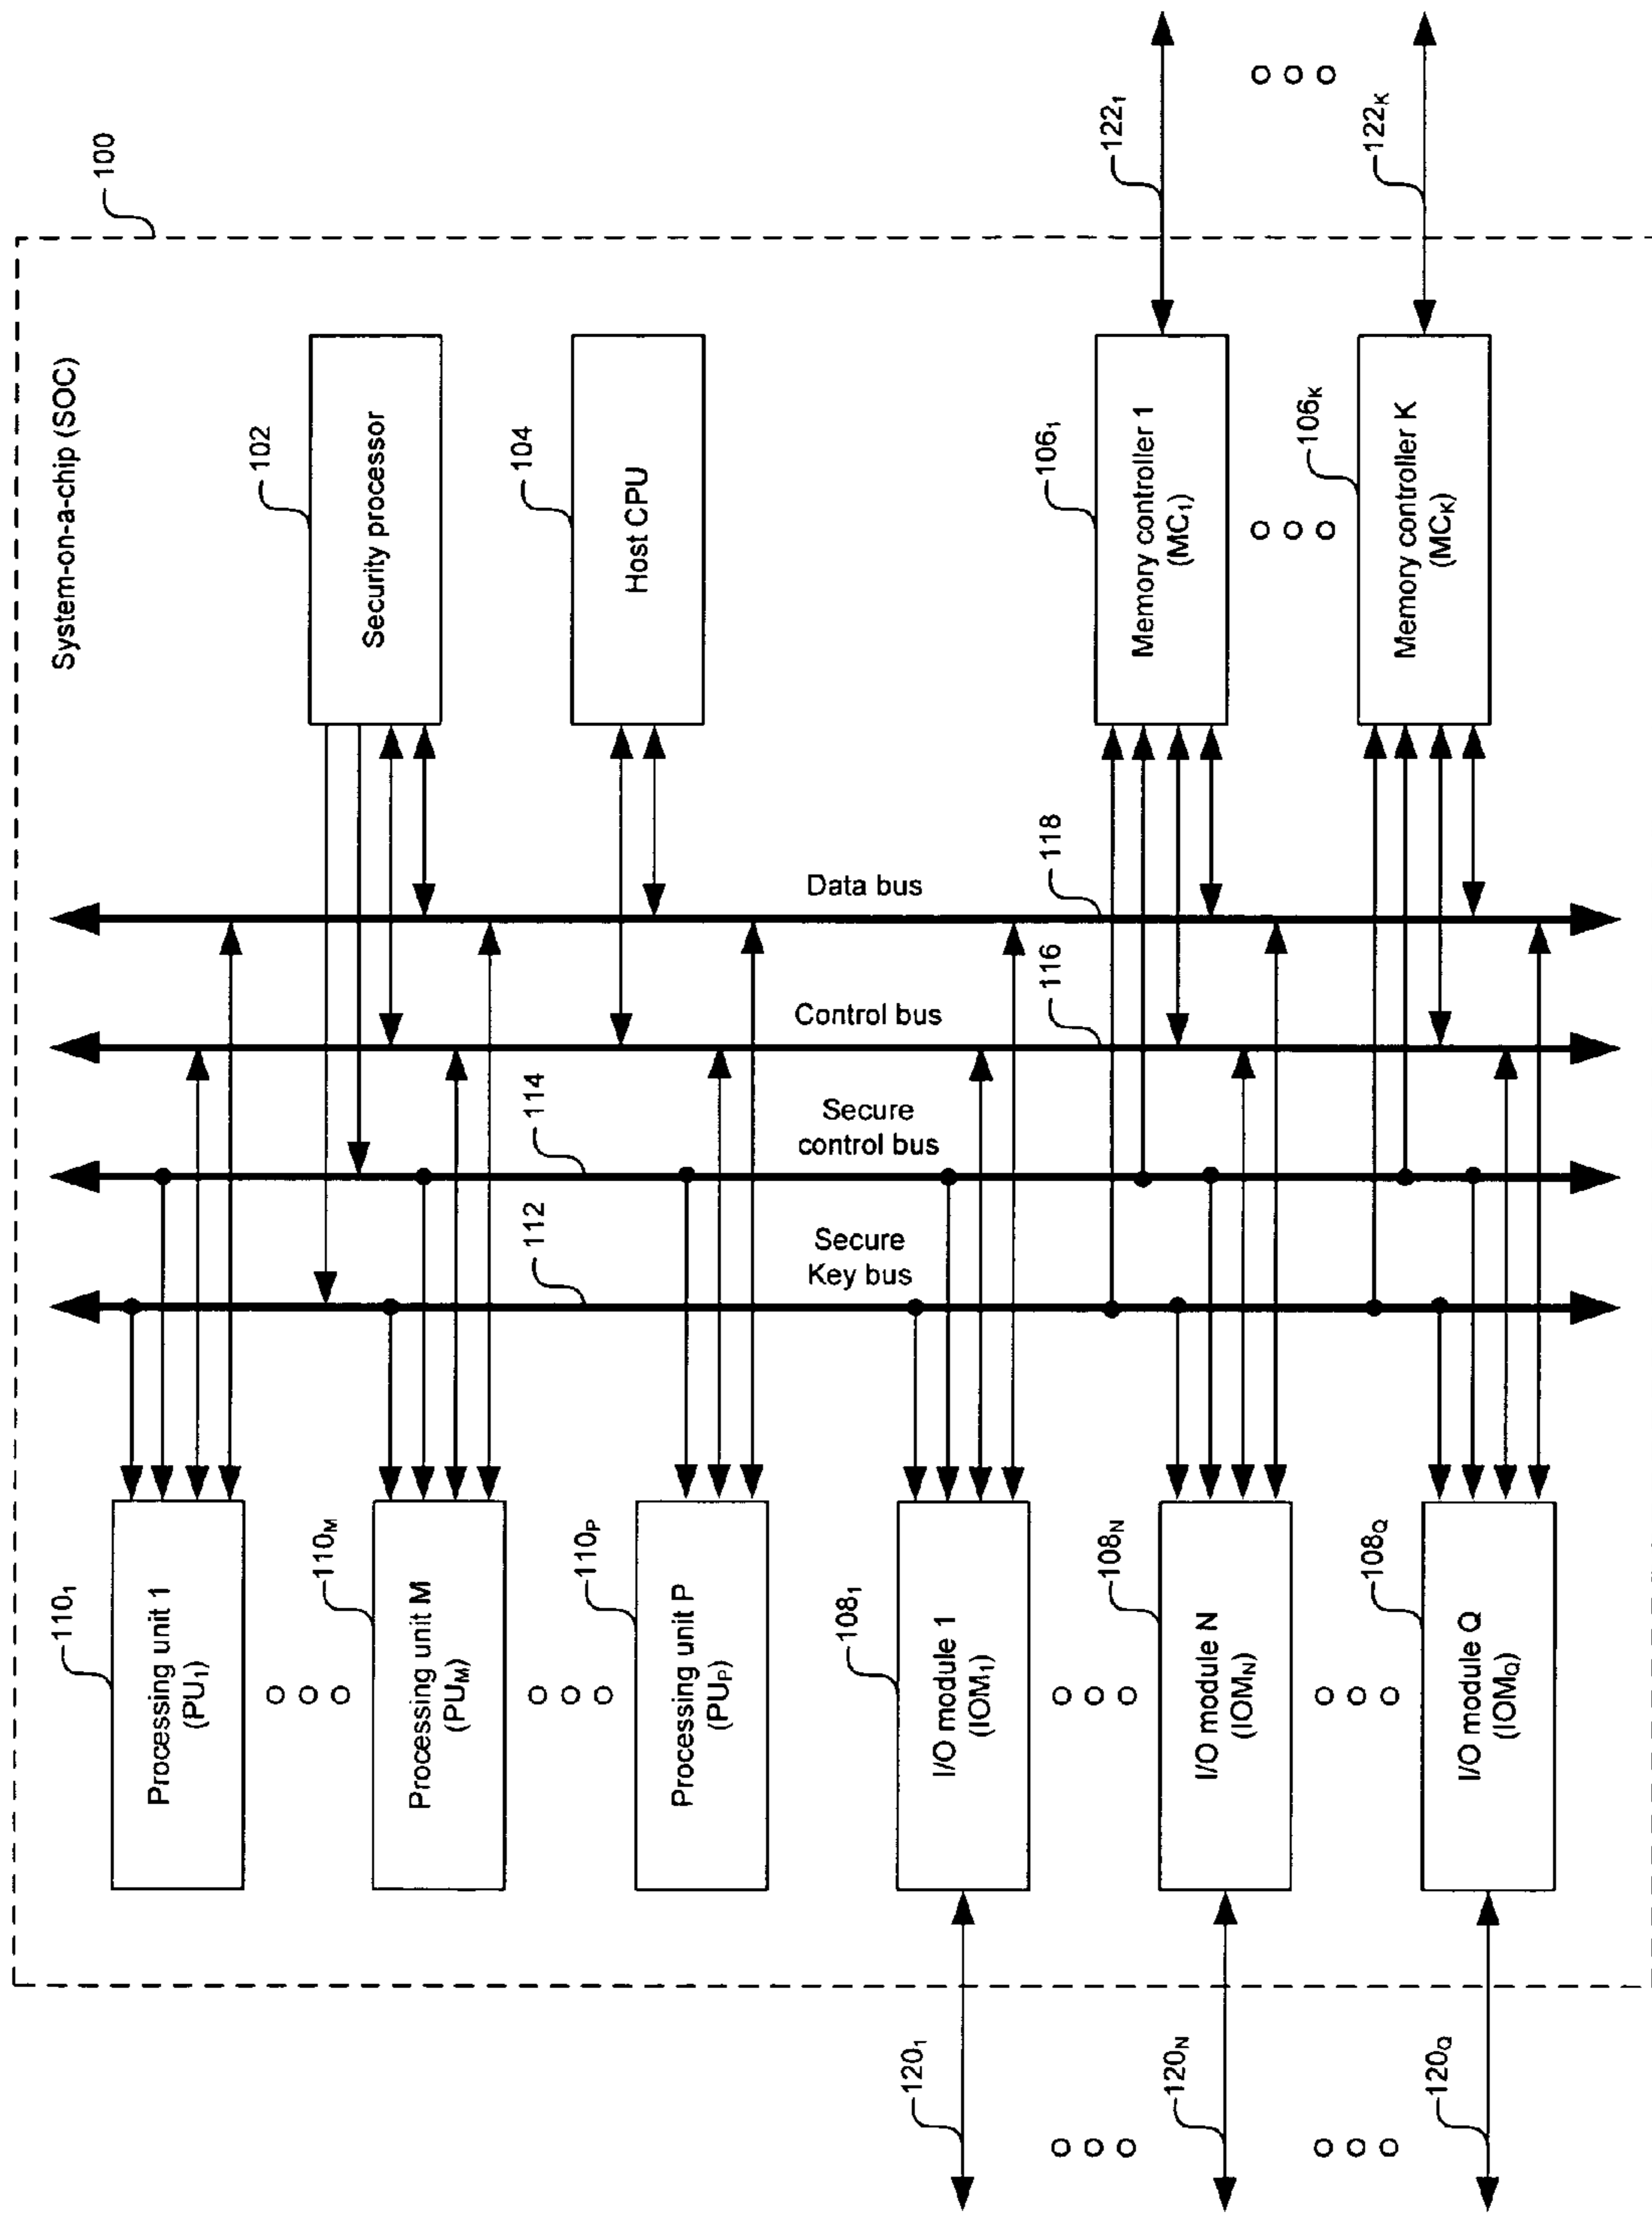 System-on-a-chip (SOC)
100
Security processor
102
Host CPU
104
Memory controller 1
(MC1)
1061
1221
Memory controller K
(MCK)
106K
122K
Data bus
118
Control bus
116
Secure
control bus
114
Secure
Key bus
112
Processing unit 1
(PU1)
1101
Processing unit M
(PUM)
110M
Processing unit P
(PUP)
110P
I/O module 1
(IOM1)
1081
I/O module N
(IOMN)
108N
I/O module Q
(IOMQ)
108Q
1201
120N
120Q